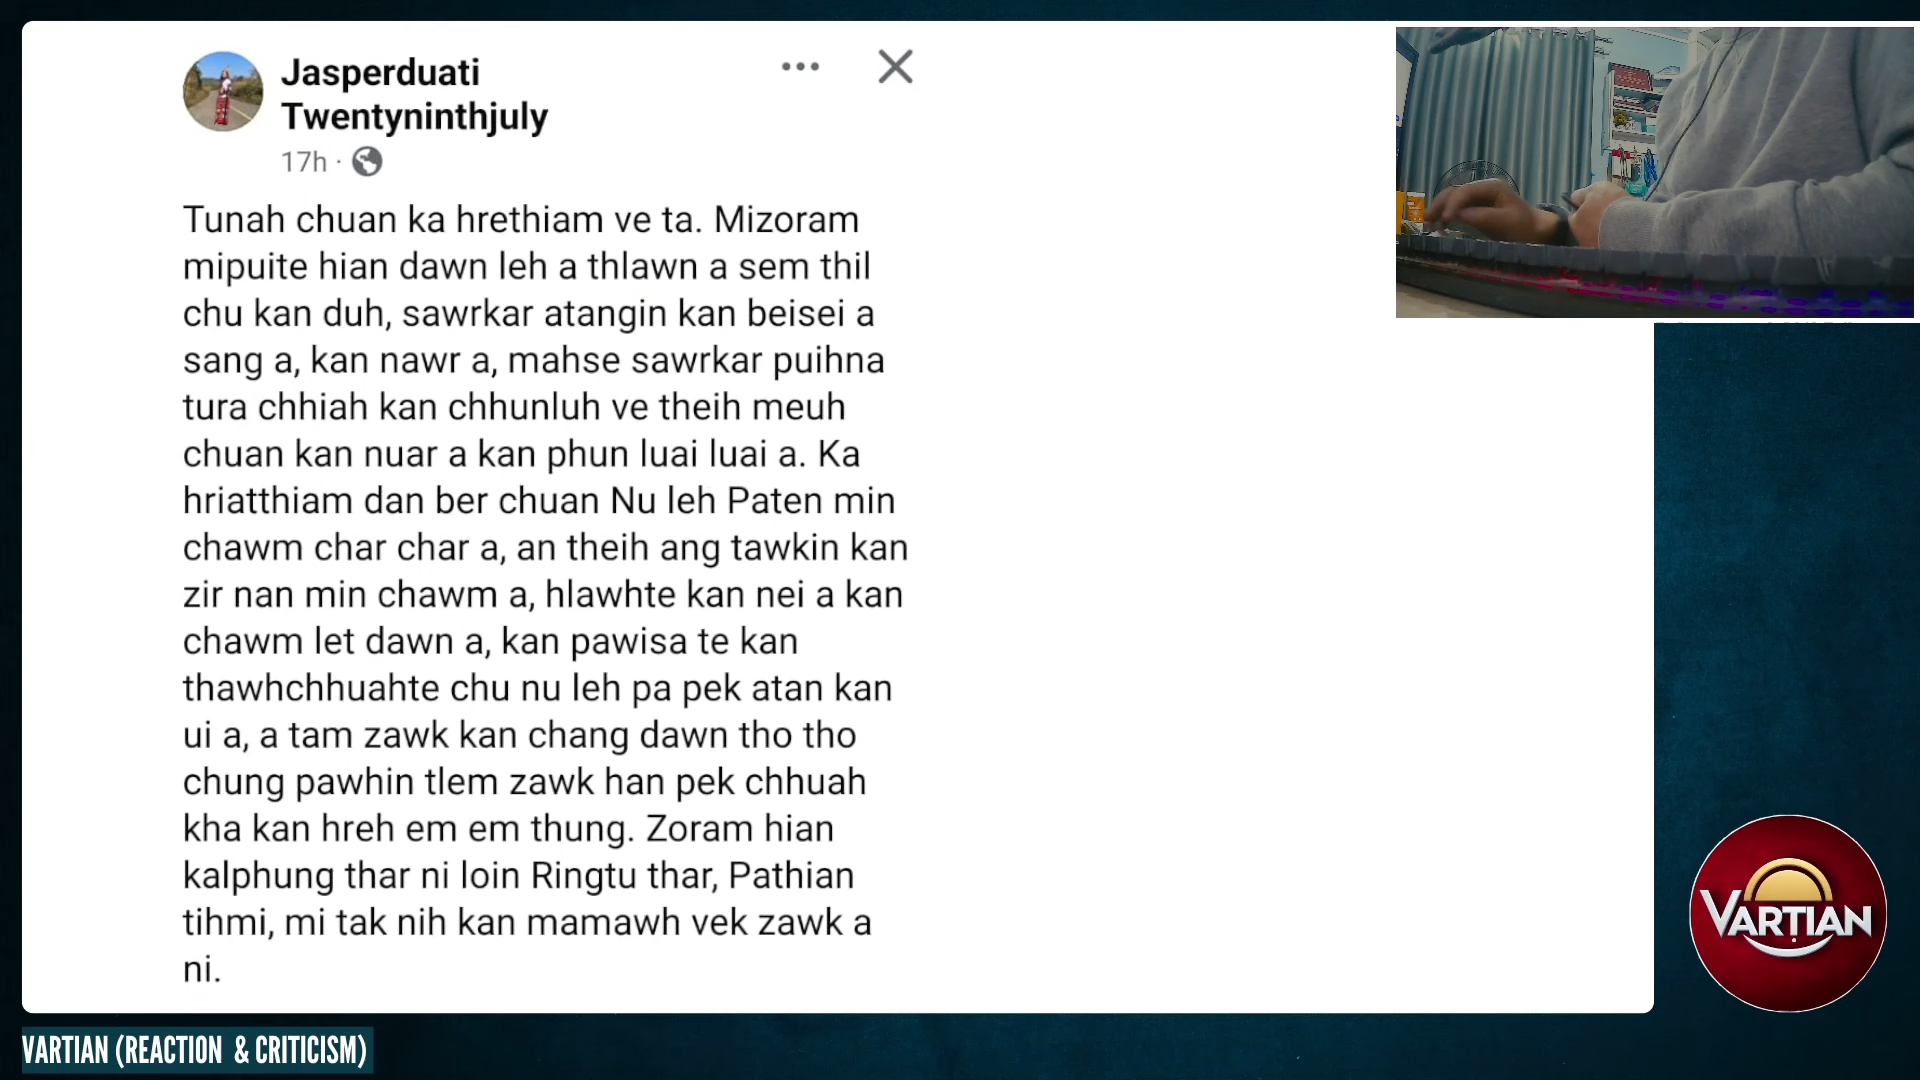 Jasperduati
Twentyninthjuly
17h ·
Tunah chuan ka hrethiam ve ta. Mizoram
mipuite hian dawn leh a thlawn a sem thil
chu kan duh, sawrkar atangin kan beisei a
sang a, kan nawr a, mahse sawrkar puihna
tura chhiah kan chhunluh ve theih meuh
chuan kan nuar a kan phun luai luai a. Ka
hriatthiam dan ber chuan Nu leh Paten min
chawm char char a, an theih ang tawkin kan
zir nan min chawm a, hlawhte kan nei a kan
chawm let dawn a, kan pawisa te kan
thawhchhuahte chu nu leh pa pek atan kan
ui a, a tam zawk kan chang dawn tho tho
chung pawhin tlem zawk han pek chhuah
kha kan hreh em em thung. Zoram hian
kalphung thar ni loin Ringtu thar, Pathian
tihmi, mi tak nih kan mamawh vek zawk a
ni.
VARṬIAN
VARTIAN (REACTION & CRITICISM)